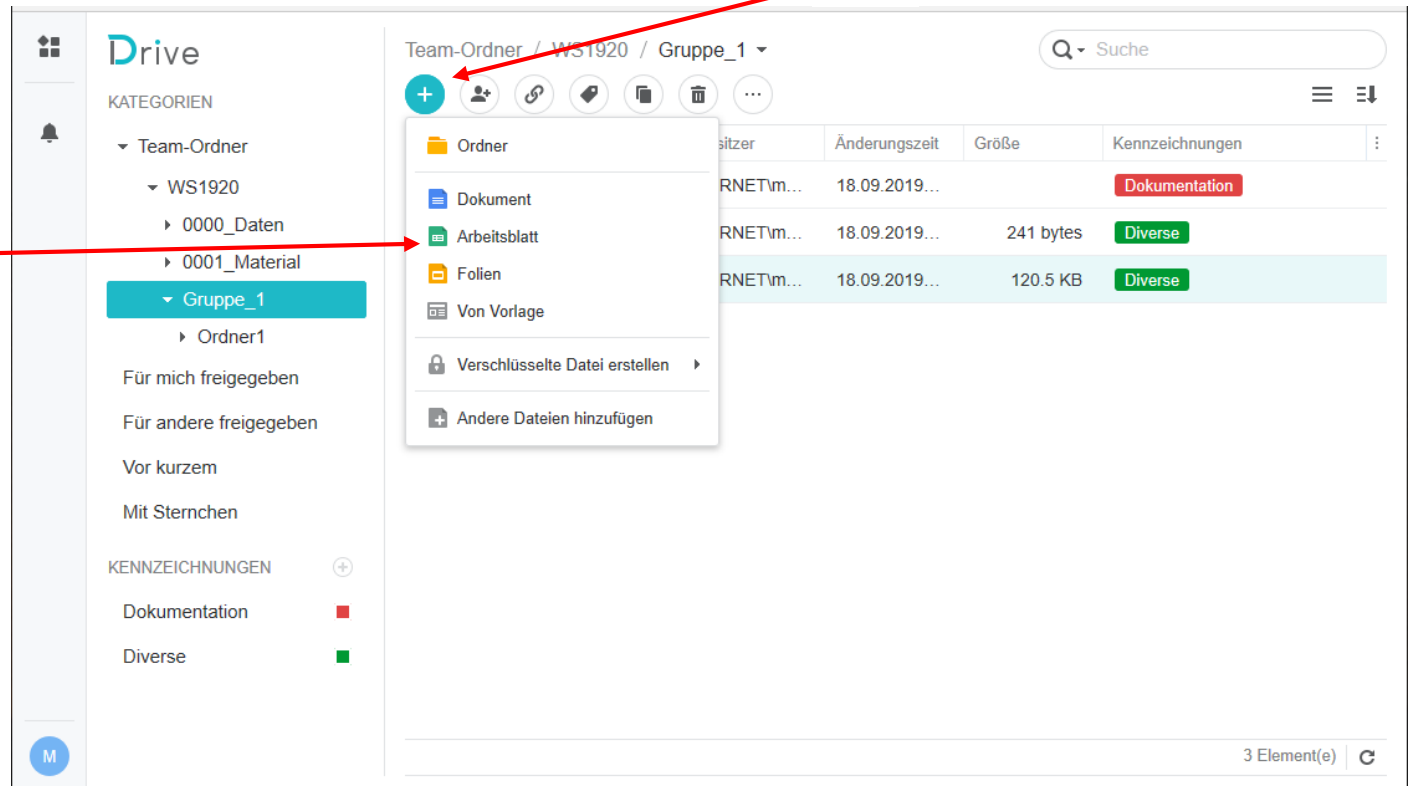 Drive
KATEGORIEN
Team-Ordner
WS1920
0000_Daten
0001_Material
Gruppe_1
Ordner1
Für mich freigegeben
Für andere freigegeben
Vor kurzem
Mit Sternchen
KENNZEICHNUNGEN
Dokumentation
Diverse
M
Team-Ordner / WS1920 / Gruppe_1
Suche
Ordner
Dokument
Arbeitsblatt
Folien
Von Vorlage
Verschlüsselte Datei erstellen
Andere Dateien hinzufügen
sitzer Änderungszeit Größe Kennzeichnungen
RNET\m... 18.09.2019... Dokumentation
RNET\m... 18.09.2019... 241 bytes Diverse
RNET\m... 18.09.2019... 120.5 KB Diverse
3 Element(e)